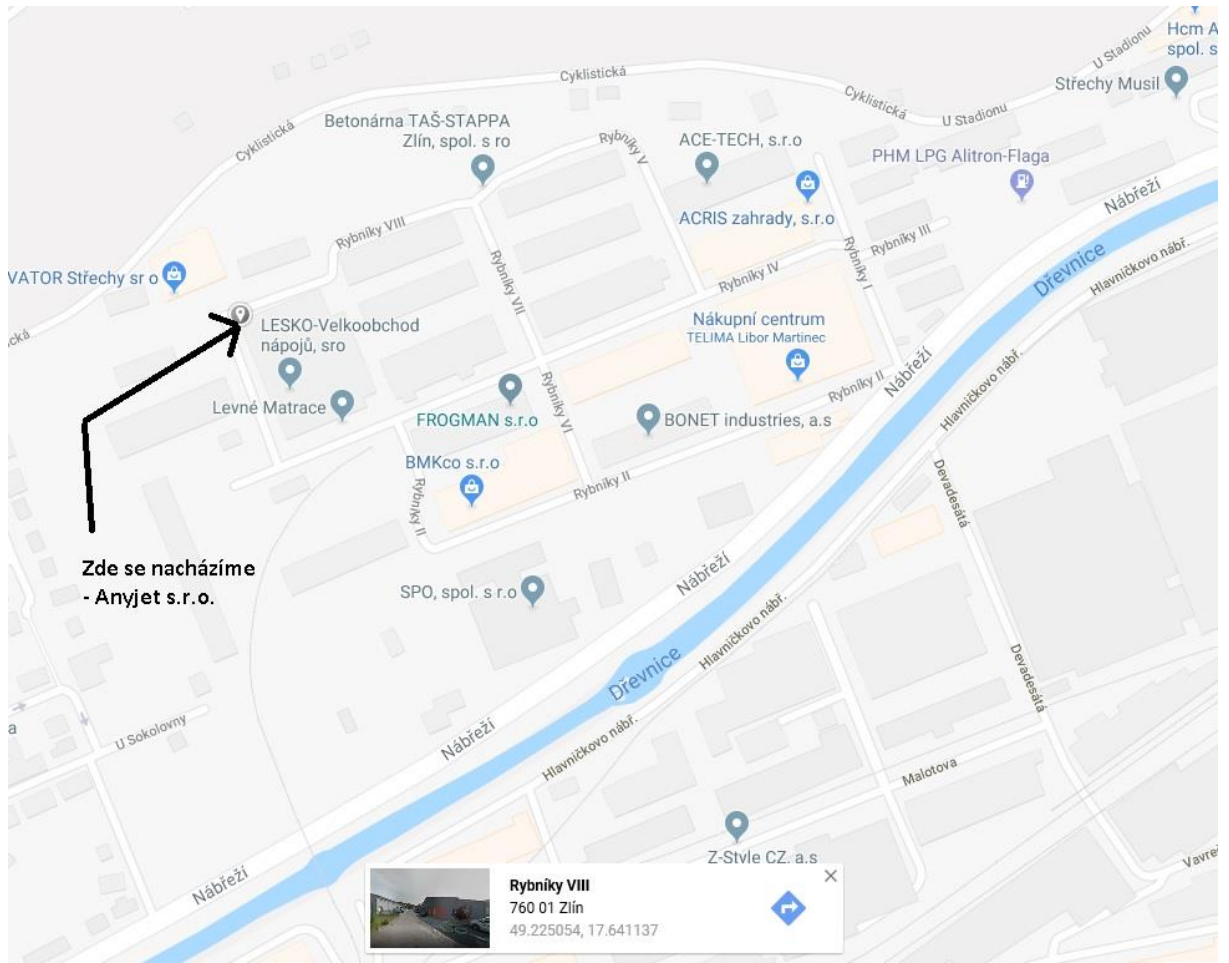 Hcm A
spol. s
U Stadionu
Cyklistická
Střechy Musil
Cyklistická
U Stadionu
Betonárna TAŠ-STAPPA
Zlín, spol. s ro
Cyklistická
Rybníky V
ACE-TECH, s.r.o
PHM LPG Alitron-Flaga
Nábřeží
ACRIS zahrady, s.r.o
Rybníky VIII
Rybníky III
Rybníky I
Dřevnice
Hlavničkovo nábř.
VATOR Střechy sr o
Rybníky VII
Rybníky IV
LESKO-Velkoobchod
nápojů, sro
Nákupní centrum
TELIMA Libor Martinec
cká
Nábřeží
Hlavničkovo nábř.
Levné Matrace
Rybníky VI
Rybníky II
FROGMAN s.r.o
BONET industries, a.s
BMKco s.r.o
Rybníky II
Rybníky II
Devadesátá
Zde se nacházíme
- Anyjet s.r.o.
SPO, spol. s r.o
Nábřeží
Hlavničkovo nábř.
Dřevnice
Devadesátá
a
U Sokolovny
Nábřeží
Hlavničkovo nábř.
Malotova
Z-Style CZ, a.s
Vavre
Nábřeží
Rybníky VIII
760 01 Zlín
49.225054, 17.641137